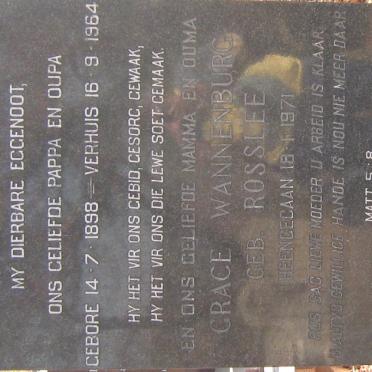 MY DIERBARE EGGENOOT,
ONS GELIEFDE PAPPA EN OUPA
GEBORE 14·7·1898 — VERHUIS 16·9·1964
HY HET VIR ONS GEBID, GESORG, GEWAAK,
HY HET VIR ONS DIE LEWE SOET GEMAAK.
EN ONS GELIEFDE MAMMA EN OUMA
GRACE WANNENBURG
GEB. ROSSLEE
HEENGEGAAN 18·1·1971
RUS SAG LIEWE MOEDER U ARBEID IS KLAAR
GEWILLIGE HANDE IS NOU NIE MEER DAAR
MATT. 5:8